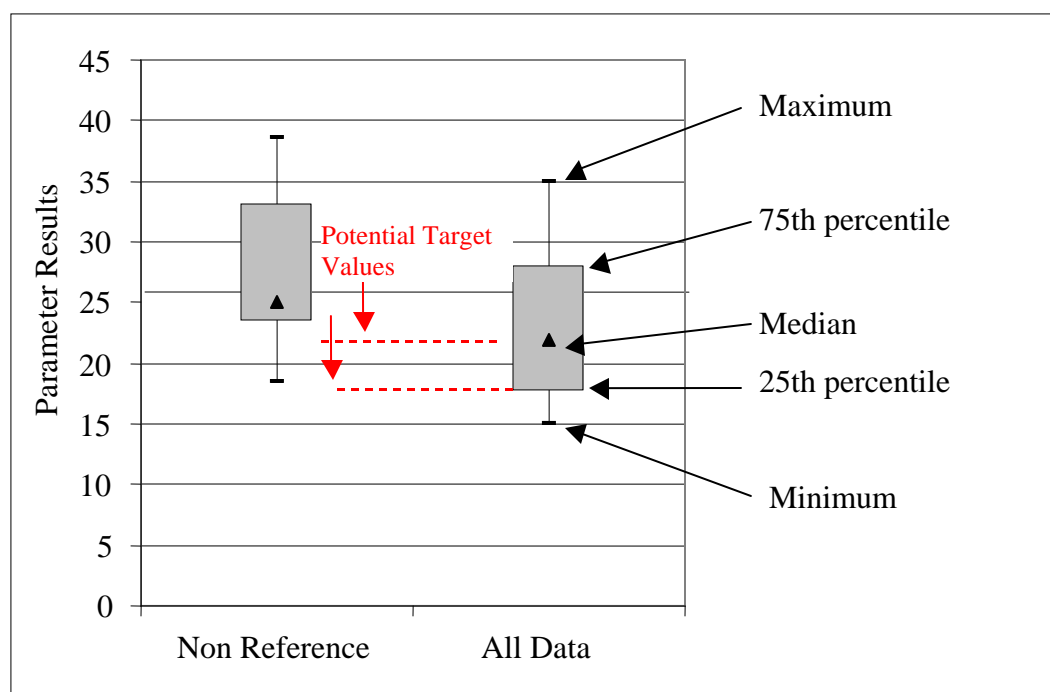 45
40
35
30
25
20
15
10
5
0
Parameter Results
Potential Target
Values
Non Reference
All Data
Maximum
75th percentile
Median
25th percentile
Minimum